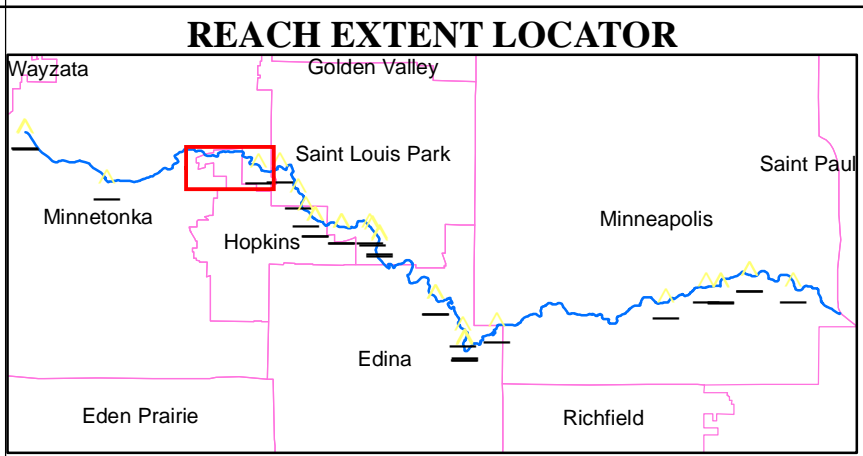 REACH EXTENT LOCATOR
Wayzata
Golden Valley
Saint Louis Park
Saint Paul
Minnetonka
Minneapolis
Hopkins
Edina
Eden Prairie
Richfield